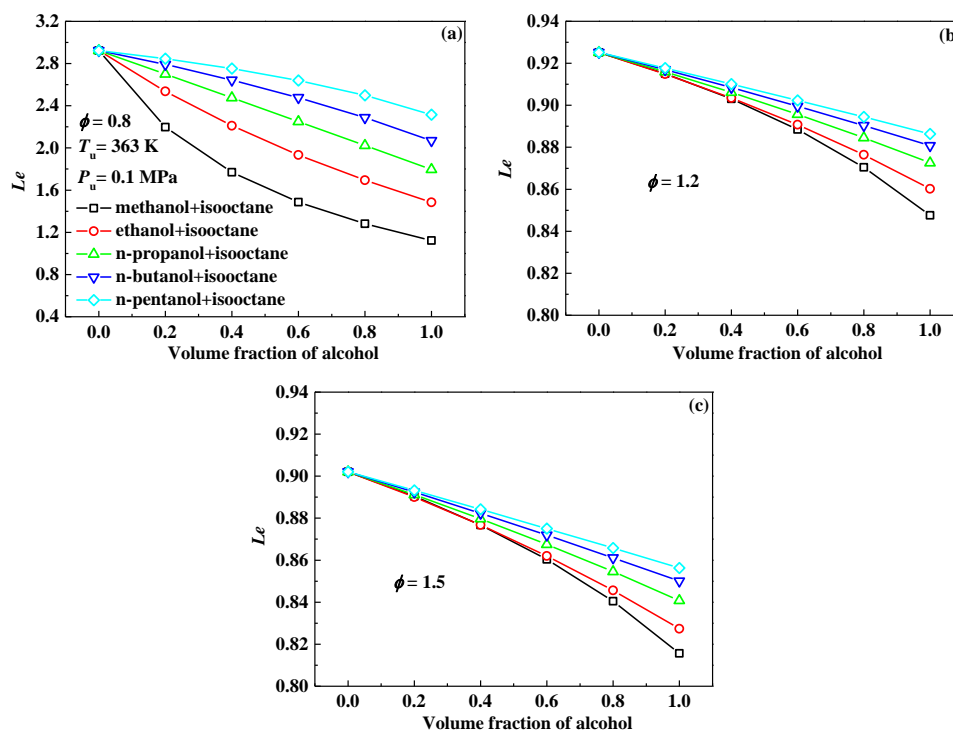 (a)
3.2
2.8
2.4
2.0
1.6
1.2
0.8
0.4
Le
ϕ = 0.8
Tu = 363 K
Pu = 0.1 MPa
methanol+isooctane
ethanol+isooctane
n-propanol+isooctane
n-butanol+isooctane
n-pentanol+isooctane
0.0 0.2 0.4 0.6 0.8 1.0
Volume fraction of alcohol
(b)
0.94
0.92
0.90
0.88
0.86
0.84
0.82
0.80
Le
ϕ = 1.2
0.0 0.2 0.4 0.6 0.8 1.0
Volume fraction of alcohol
(c)
0.94
0.92
0.90
0.88
0.86
0.84
0.82
0.80
Le
ϕ = 1.5
0.0 0.2 0.4 0.6 0.8 1.0
Volume fraction of alcohol